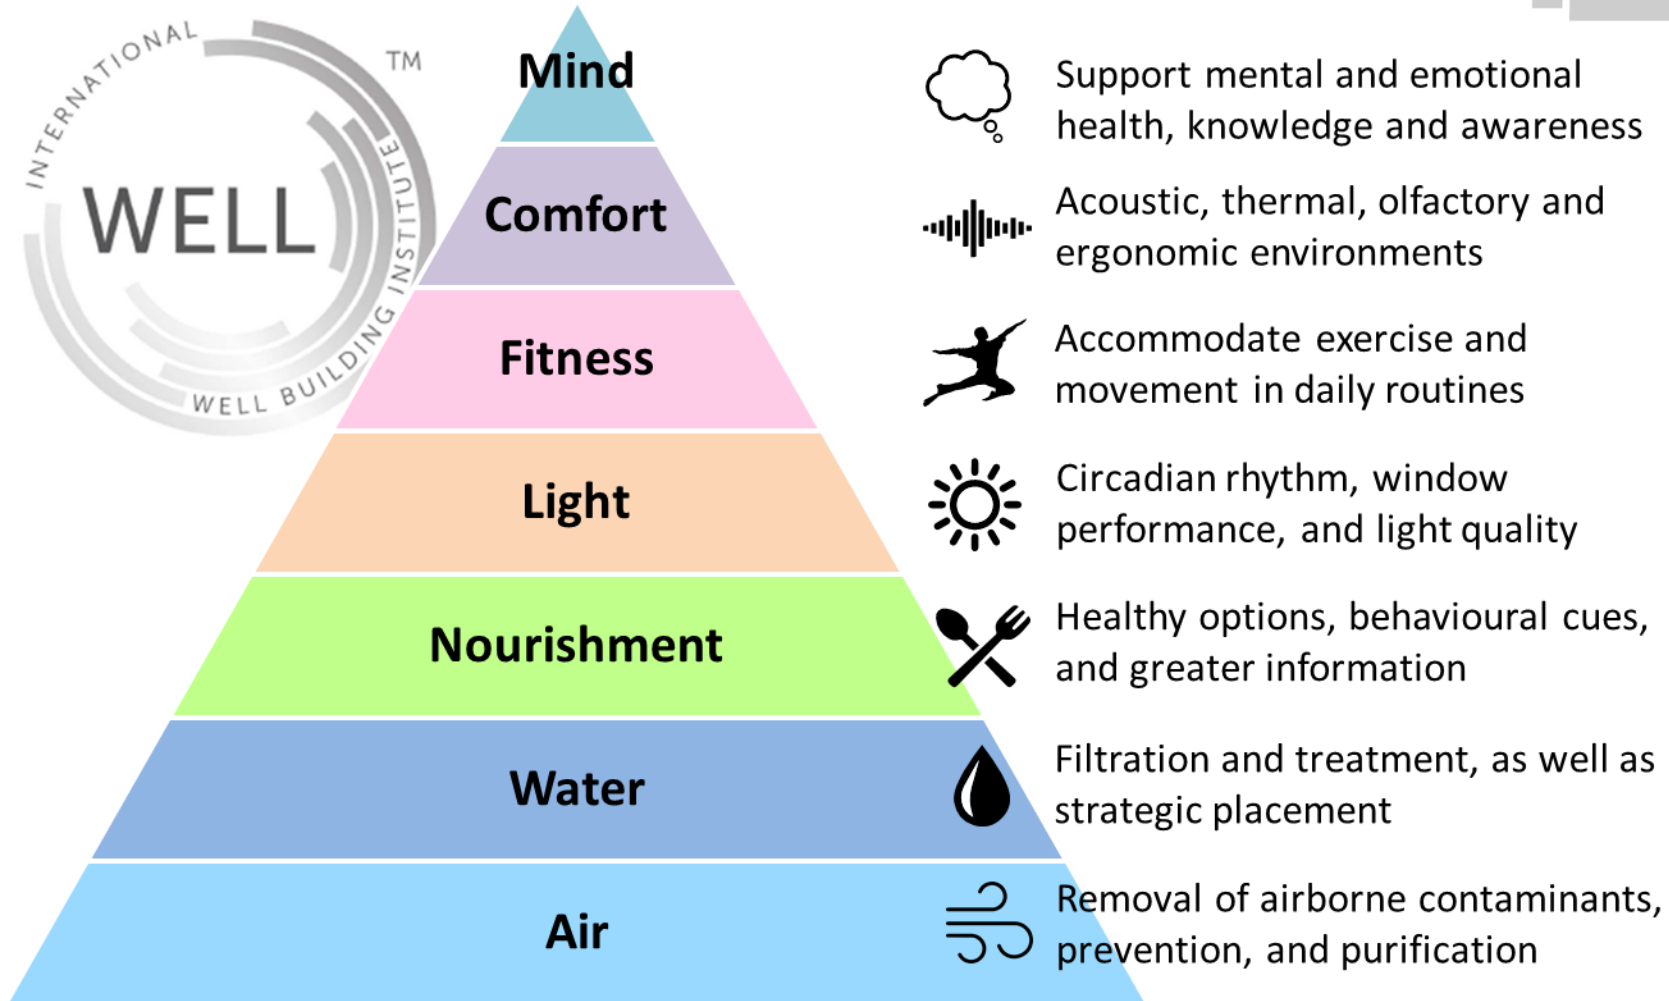 INTERNATIONAL
WELL BUILDING INSTITUTE
TM
WELL
Mind
Support mental and emotional
health, knowledge and awareness
Comfort
Acoustic, thermal, olfactory and
ergonomic environments
Fitness
Accommodate exercise and
movement in daily routines
Light
Circadian rhythm, window
performance, and light quality
Nourishment
Healthy options, behavioural cues,
and greater information
Water
Filtration and treatment, as well as
strategic placement
Air
Removal of airborne contaminants,
prevention, and purification